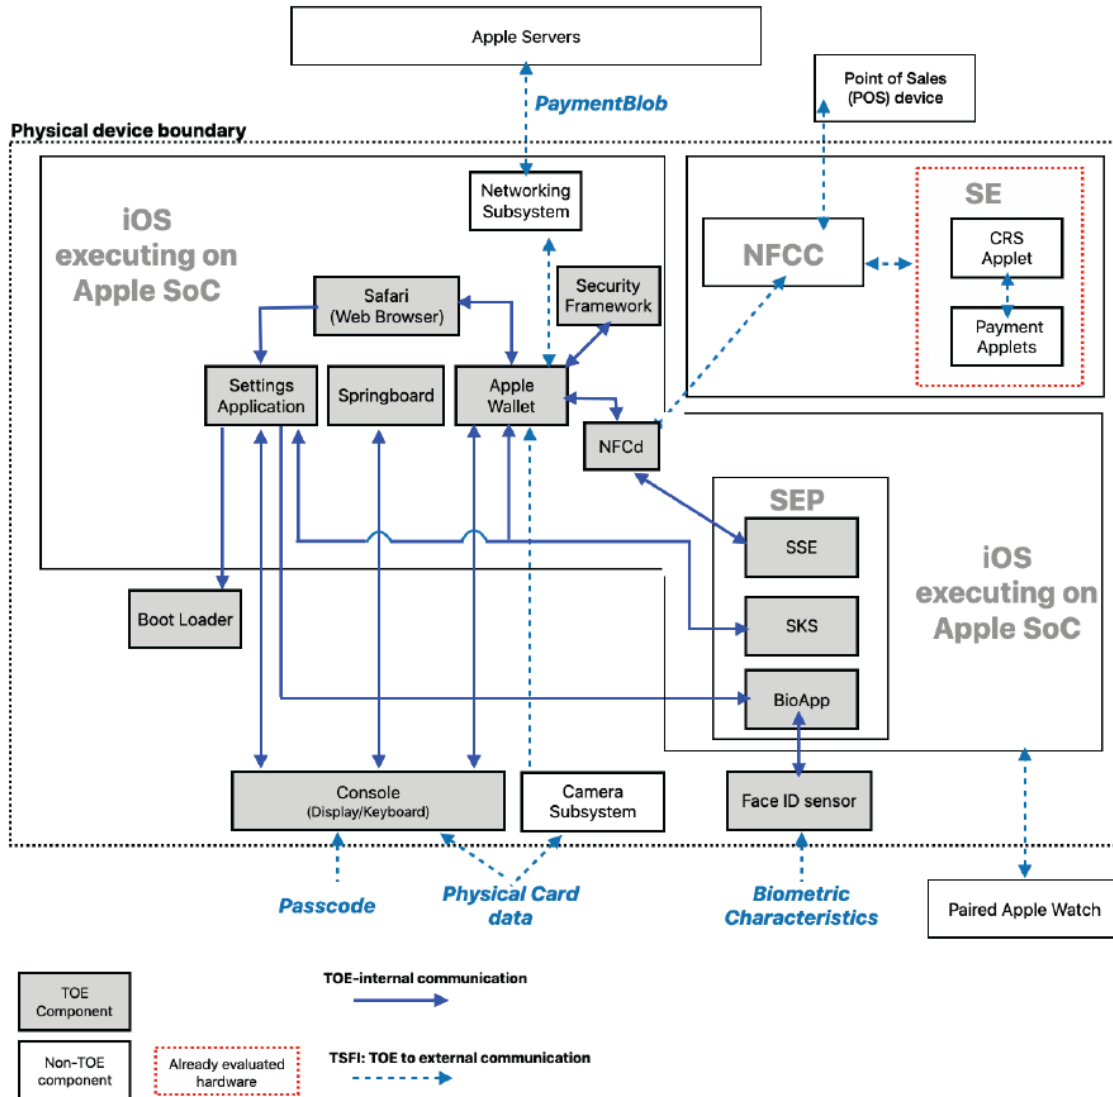 Apple Servers
Point of Sales
(POS) device
PaymentBlob
Physical device boundary
iOS
executing on
Apple SoC
Networking
Subsystem
SE
NFCC
CRS
Applet
Payment
Applets
Safari
(Web Browser)
Security
Framework
Settings
Application
Springboard
Apple
Wallet
NFCd
SEP
SSE
iOS
executing on
Apple SoC
Boot Loader
SKS
BioApp
Console
(Display/Keyboard)
Camera
Subsystem
Face ID sensor
Passcode
Physical Card
data
Biometric
Characteristics
Paired Apple Watch
TOE
Component
TOE-internal communication
Non-TOE
component
Already evaluated
hardware
TSFI: TOE to external communication